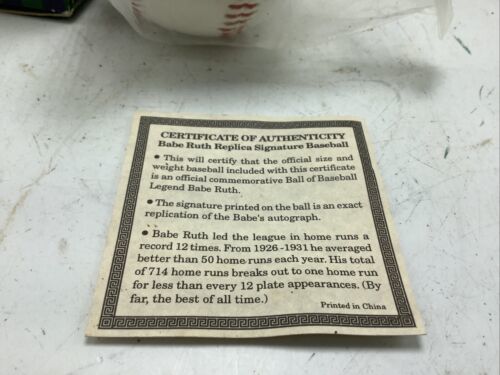 CERTIFICATE OF AUTHENTICITY
Babe Ruth Replica Signature Baseball
• This will certify that the official size and
weight baseball included with this certificate
is an official commemorative Ball of Baseball
Legend Babe Ruth.
• The signature printed on the ball is an exact
replication of the Babe's autograph.
• Babe Ruth led the league in home runs a
record 12 times. From 1926 -1931 he averaged
better than 50 home runs each year. His total
of 714 home runs breaks out to one home run
for less than every 12 plate appearances. (By
far, the best of all time.)
Printed in China